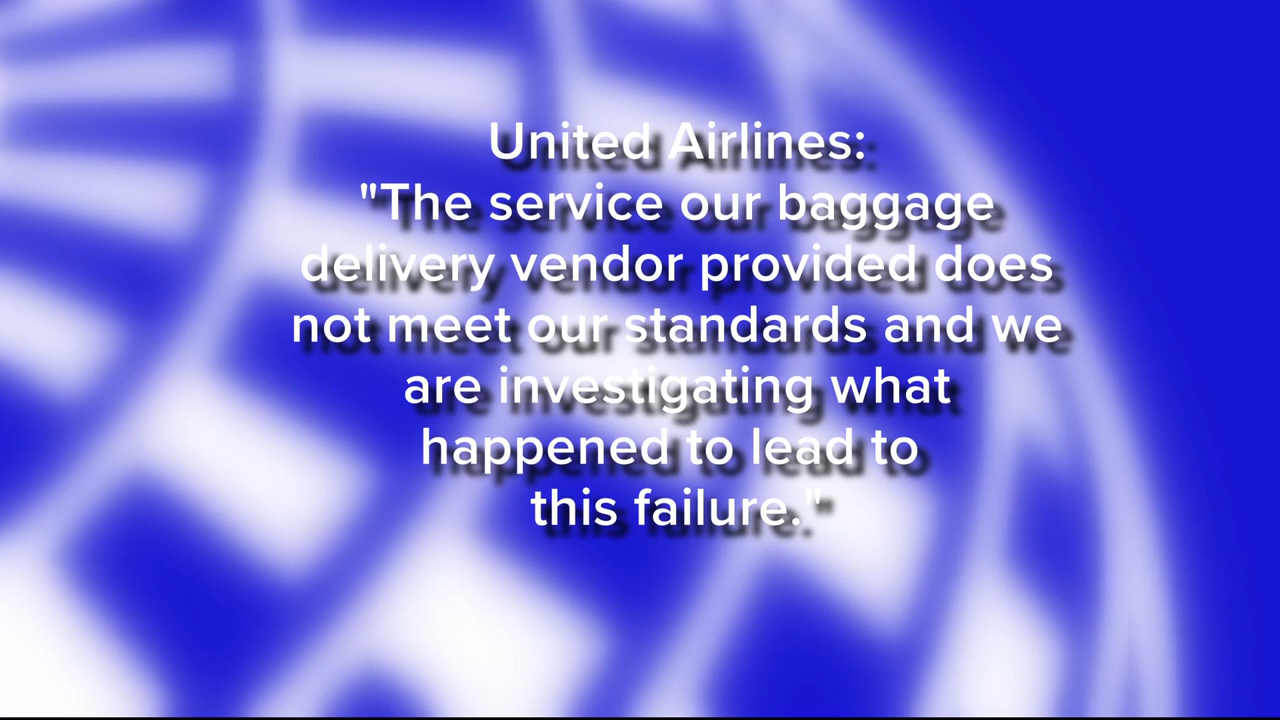 United Airlines:
"The service our baggage
delivery vendor provided does
not meet our standards and we
are investigating what
happened to lead to
this failure."